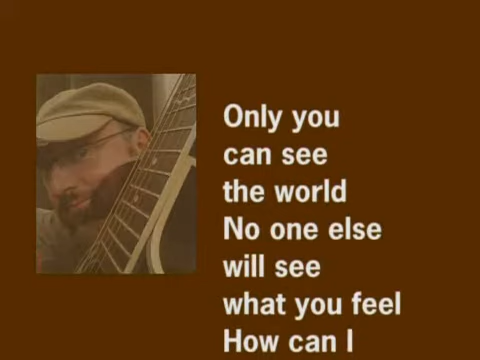 Only you
can see
the world
No one else
will see
what you feel
How can I